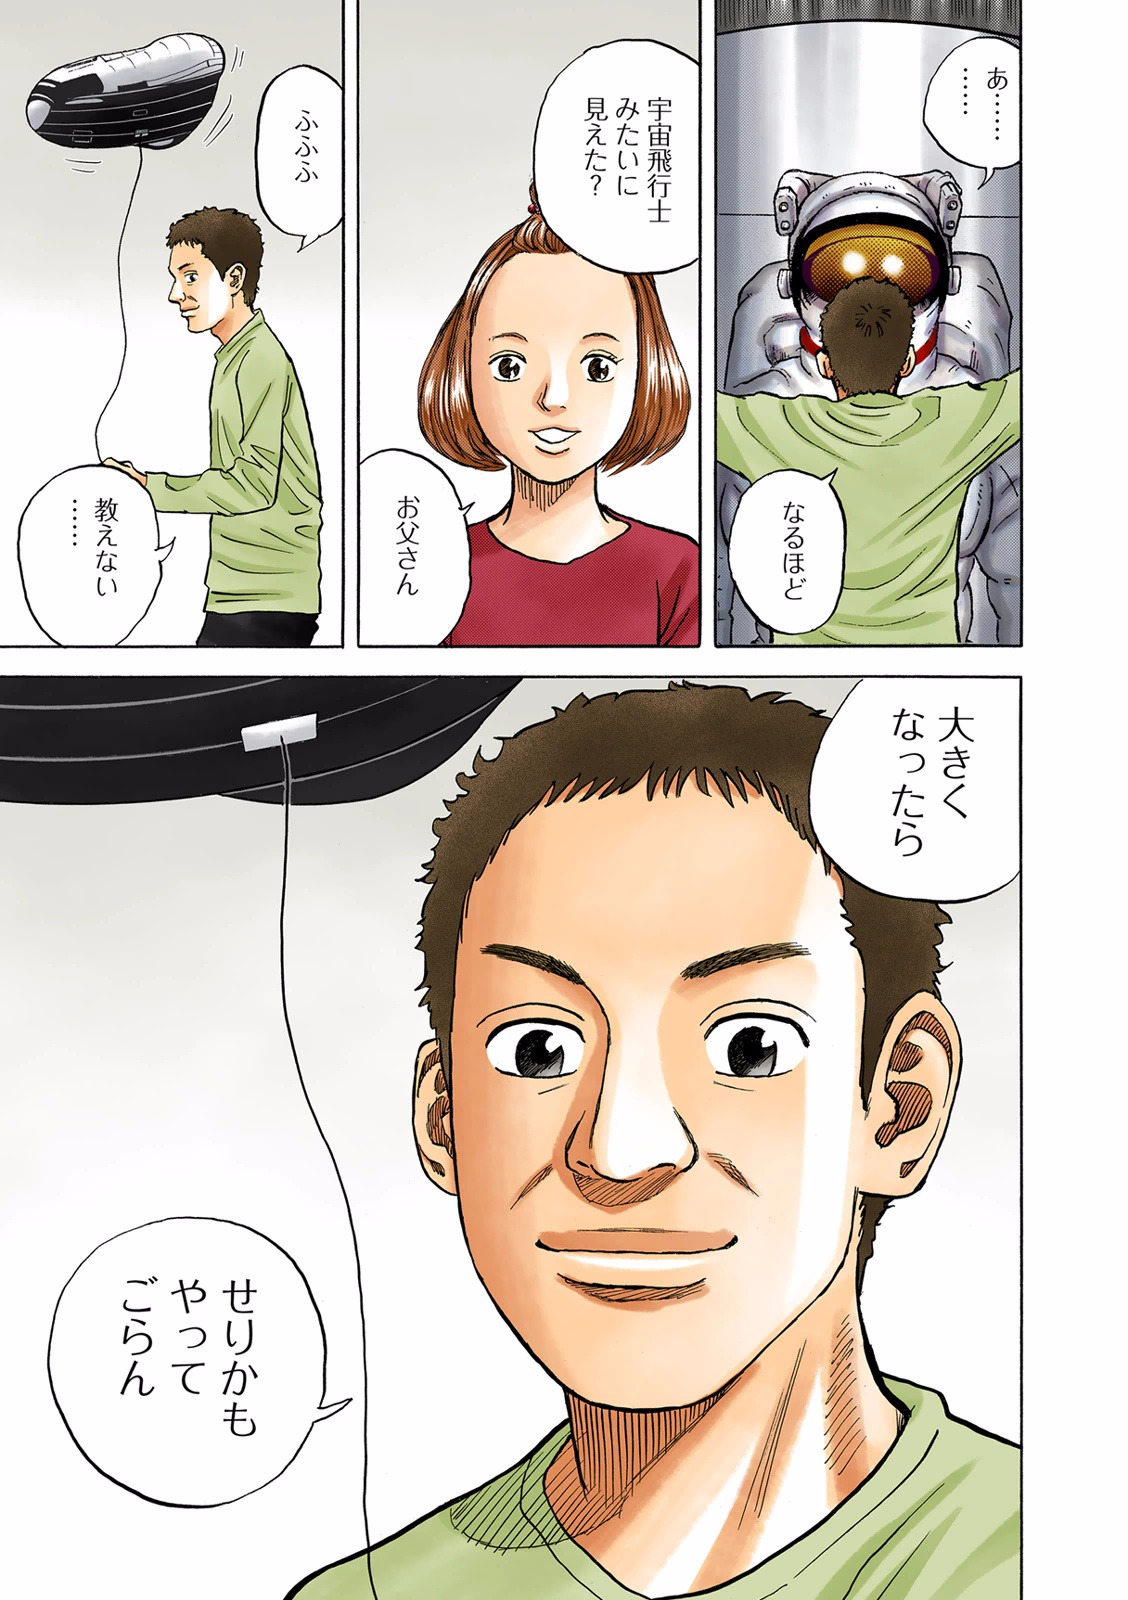 あ……
……
なるほど
宇宙飛行士
みたいに
見えた？
お父さん
ふふふ
教えない
……
大きく
なったら
せりかも
やって
ごらん